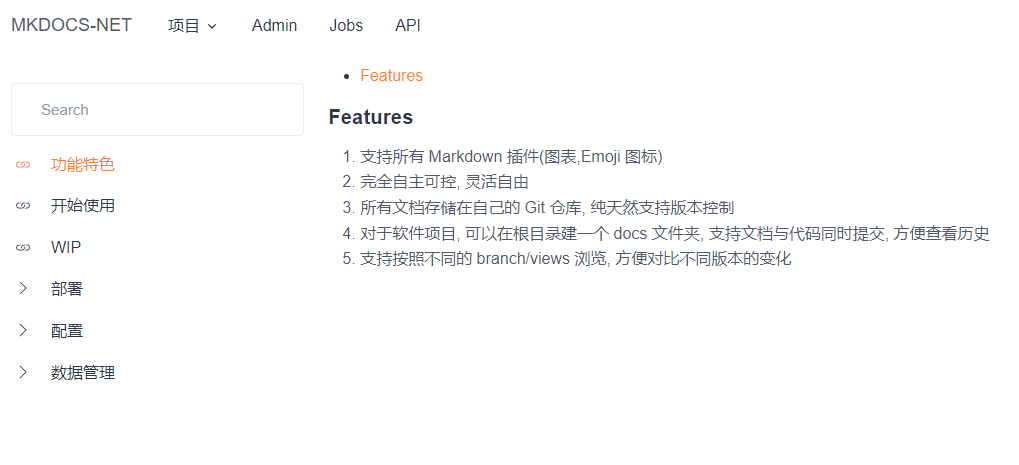 MKDOCS-NET 项目 Admin Jobs API
Search
功能特色
开始使用
WIP
部署
配置
数据管理
Features
Features
1. 支持所有 Markdown 插件(图表,Emoji 图标)
2. 完全自主可控, 灵活自由
3. 所有文档存储在自己的 Git 仓库, 纯天然支持版本控制
4. 对于软件项目, 可以在根目录建一个 docs 文件夹, 支持文档与代码同时提交, 方便查看历史
5. 支持按照不同的 branch/views 浏览, 方便对比不同版本的变化